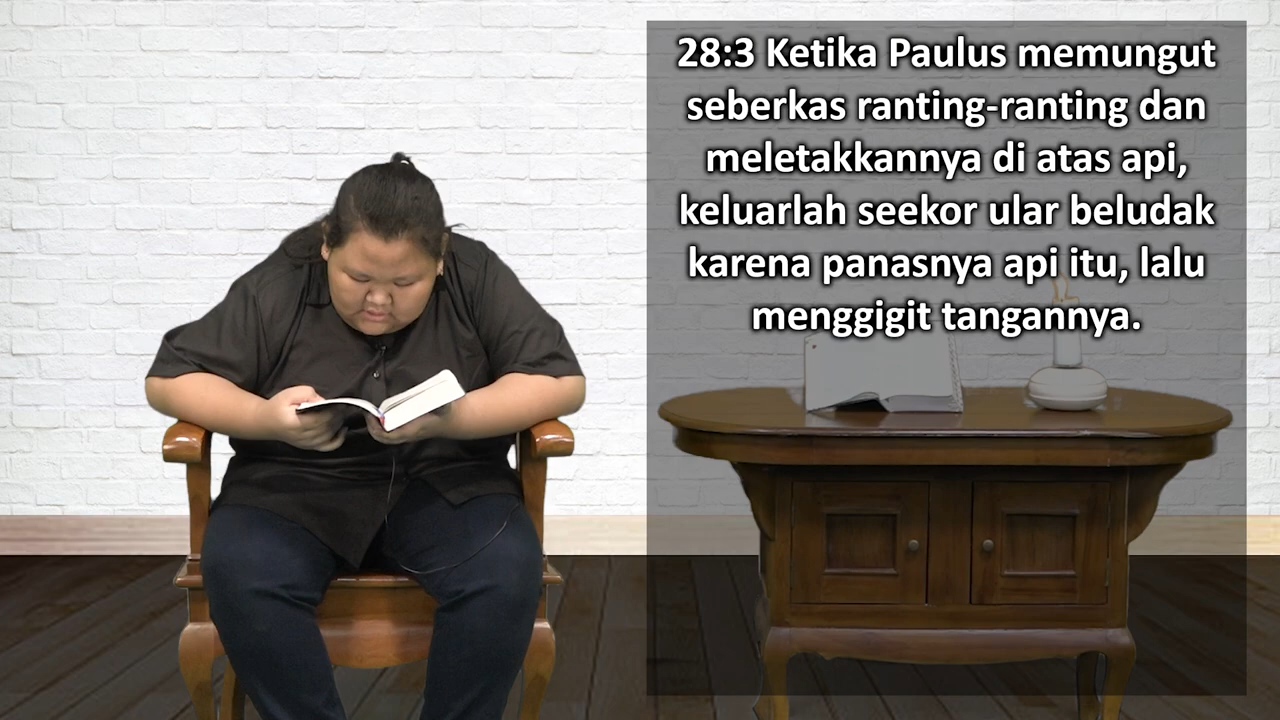 28:3 Ketika Paulus memungut
seberkas ranting-ranting dan
meletakkannya di atas api,
keluarlah seekor ular beludak
karena panasnya api itu, lalu
menggigit tangannya.